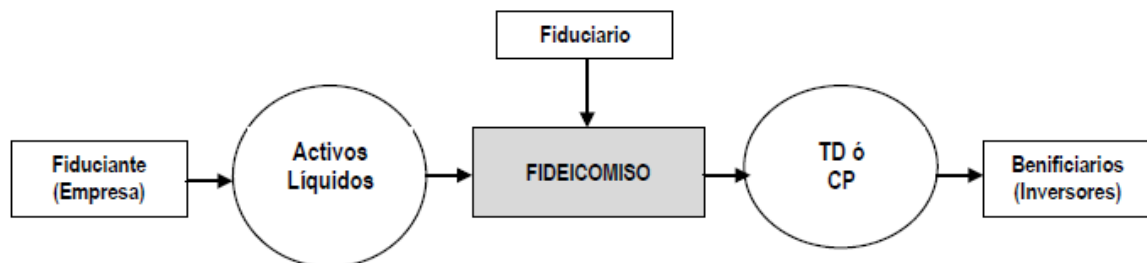 Fiduciario
Fiduciante
(Empresa)
Activos
Líquidos
FIDEICOMISO
TD ó
CP
Benificiarios
(Inversores)